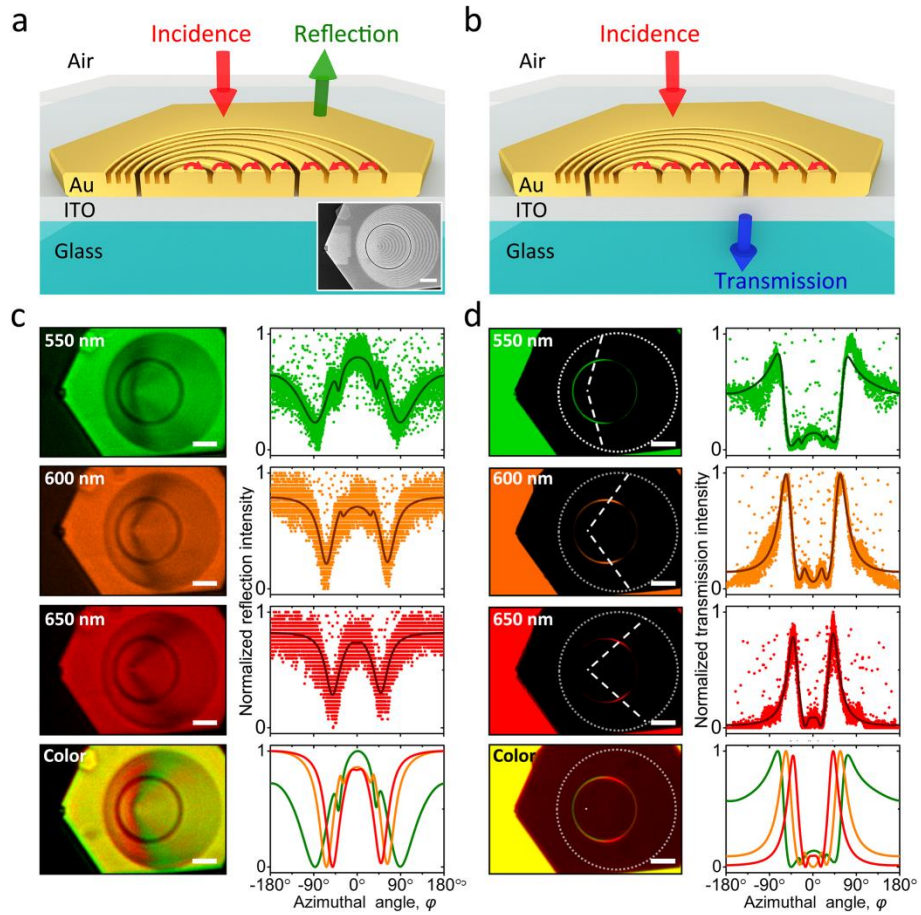 a
Incidence
Reflection
Air
Au
ITO
Glass
b
Incidence
Air
Au
ITO
Glass
Transmission
c
550 nm
600 nm
650 nm
Color
Normalized reflection intensity
1
0
1
0
1
0
1
0
-180° -90° 0° 90° 180°
Azimuthal angle, φ
d
550 nm
600 nm
650 nm
Color
Normalized transmission intensity
1
0
1
0
1
0
1
0
-180° -90° 0° 90° 180°
Azimuthal angle, φ